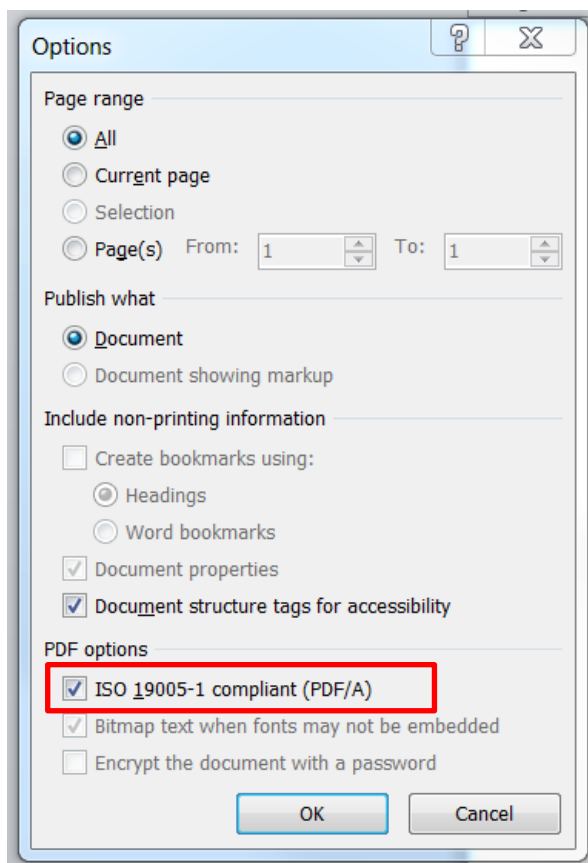 Options
Page range
All
Current page
Selection
Page(s) From: 1 To: 1
Publish what
Document
Document showing markup
Include non-printing information
Create bookmarks using:
Headings
Word bookmarks
Document properties
Document structure tags for accessibility
PDF options
ISO 19005-1 compliant (PDF/A)
Bitmap text when fonts may not be embedded
Encrypt the document with a password
OK Cancel